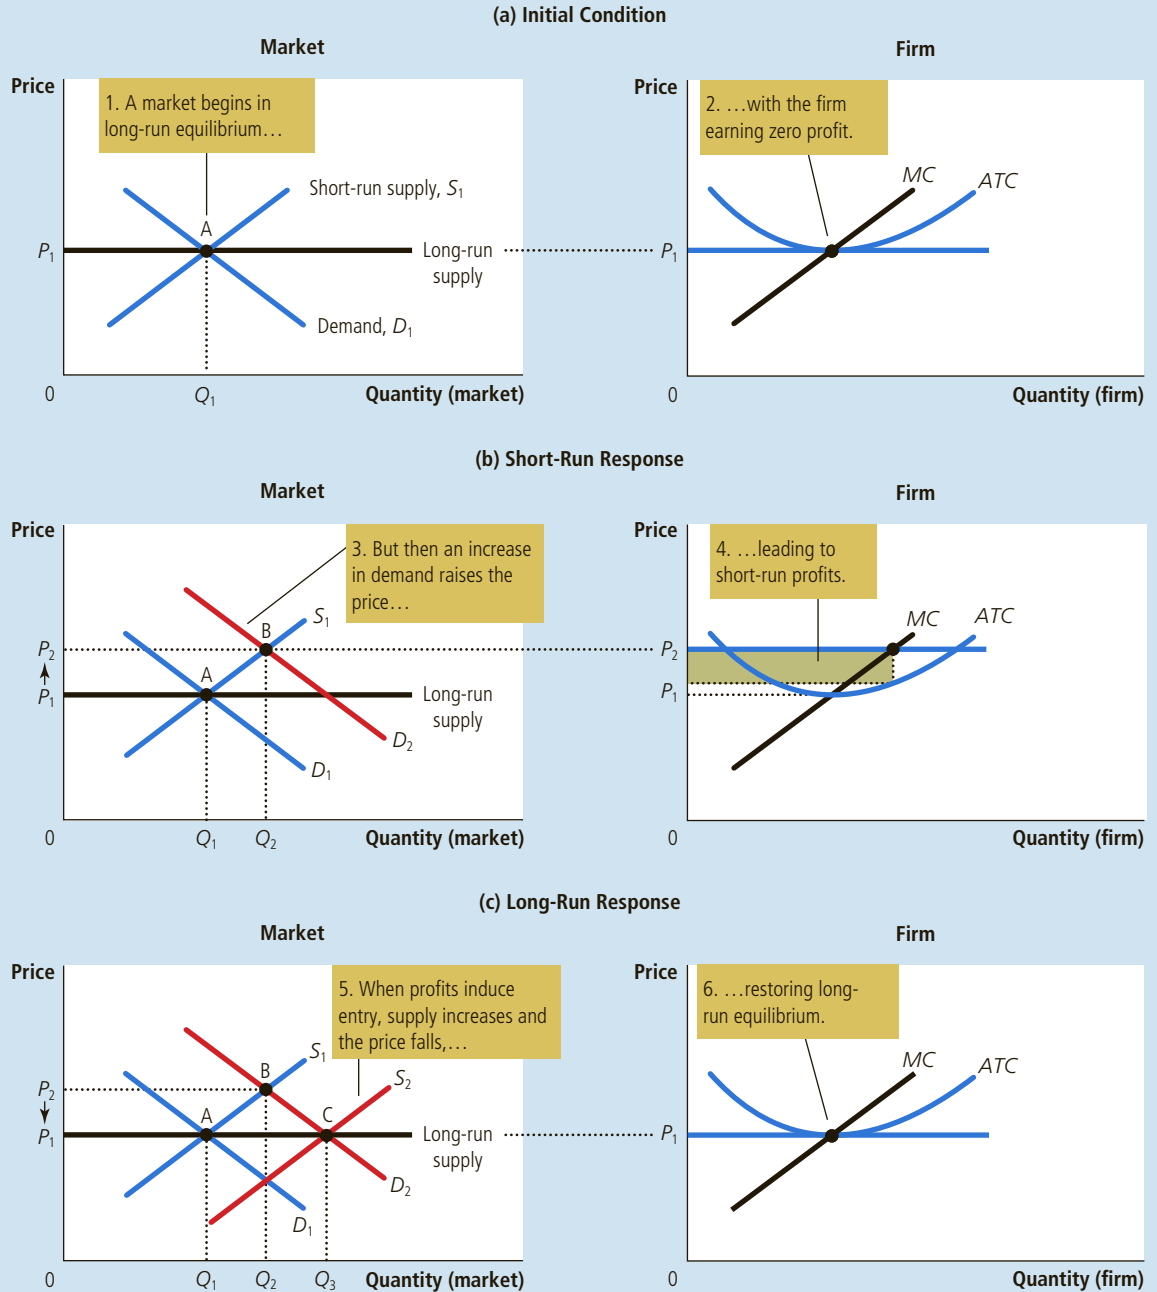 (a) Initial Condition
Market
Firm
Price
1. A market begins in
long-run equilibrium…
Short-run supply, S1
A
P1
Long-run
supply
Demand, D1
0
Q1
Quantity (market)
Price
2. …with the firm
earning zero profit.
MC
ATC
P1
0
Quantity (firm)
(b) Short-Run Response
Market
Firm
Price
3. But then an increase
in demand raises the
price…
S1
B
P2
A
P1
Long-run
supply
D2
D1
0
Q1
Q2
Quantity (market)
Price
4. …leading to
short-run profits.
MC
ATC
P2
P1
0
Quantity (firm)
(c) Long-Run Response
Market
Firm
Price
5. When profits induce
entry, supply increases and
the price falls,…
S1
B
S2
P2
A
C
P1
Long-run
supply
D2
D1
0
Q1
Q2
Q3
Quantity (market)
Price
6. …restoring long-
run equilibrium.
MC
ATC
P1
0
Quantity (firm)